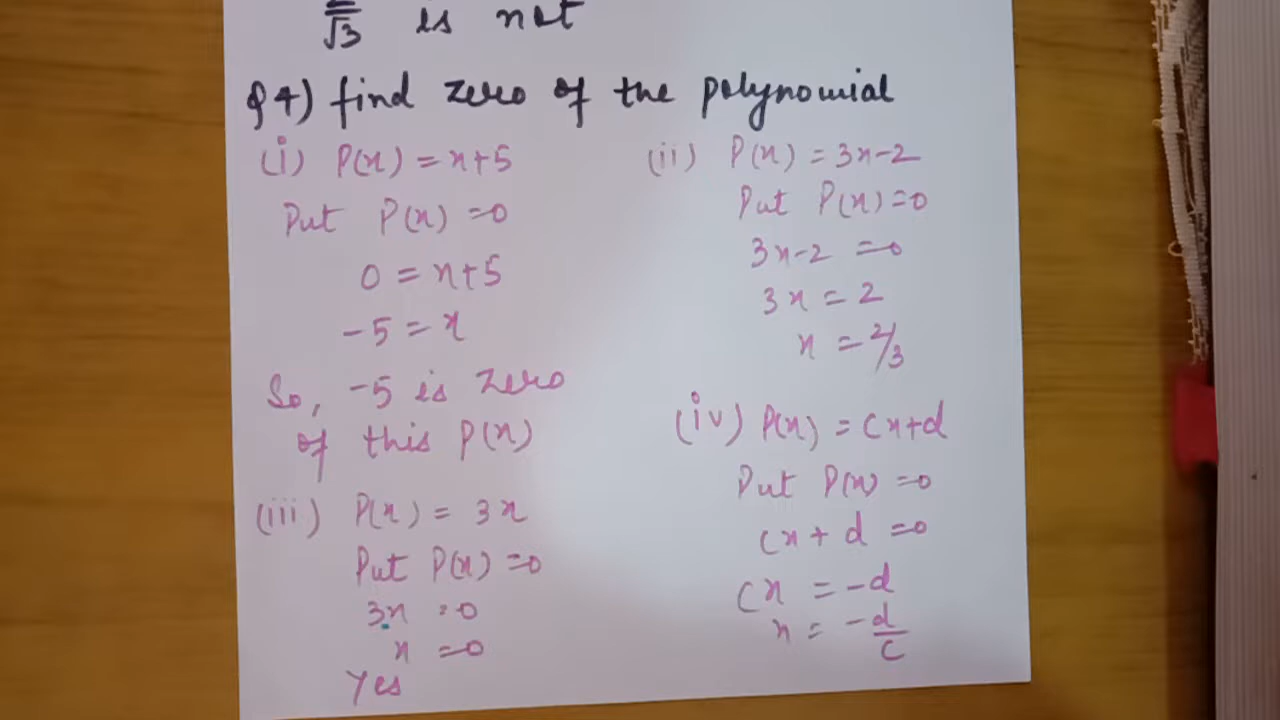 2/√3 is not
Q4) find zero of the polynomial
(i) P(x) = x+5
Put P(x) =0
0 = x+5
-5 = x
So, -5 is zero
of this P(x)
(ii) P(x) = 3x-2
Put P(x)=0
3x-2 =0
3x = 2
x = 2/3
(iii) P(x) = 3x
Put P(x) =0
3x =0
x =0
Yes
(iv) P(x) = Cx+d
Put P(x) =0
Cx + d =0
Cx = -d
x = -d/C